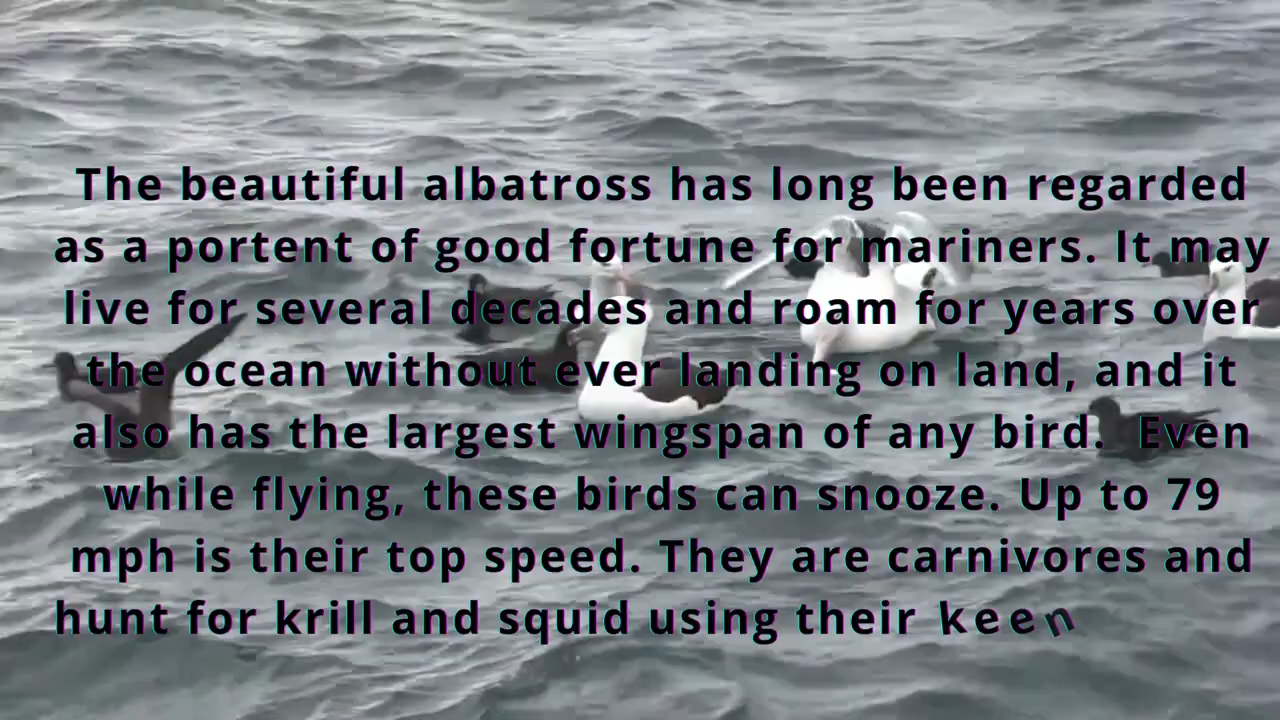 The beautiful albatross has long been regarded
as a portent of good fortune for mariners. It may
live for several decades and roam for years over
the ocean without ever landing on land, and it
also has the largest wingspan of any bird.  Even
while flying, these birds can snooze. Up to 79
mph is their top speed. They are carnivores and
hunt for krill and squid using their keen